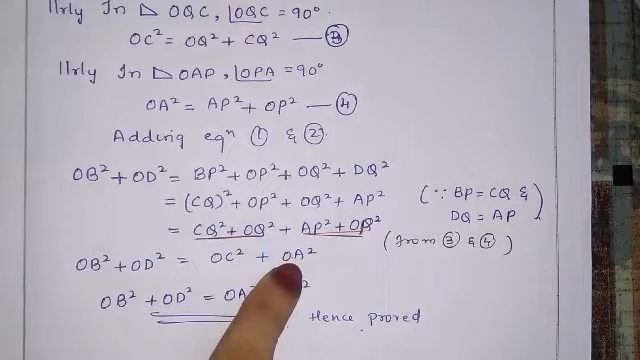 llrly In ◺ OQC, ∠OQC = 90°.
OC² = OQ² + CQ² — ③
llrly In ◺ OAP, ∠OPA = 90°
OA² = AP² + OP² — ④
Adding eqⁿ ① & ②
OB² + OD² = BP² + OP² + OQ² + DQ²
= (CQ)² + OP² + OQ² + AP²
(∵ BP = CQ &
DQ = AP)
= CQ² + OQ² + AP² + OP²
(from ③ & ④)
OB² + OD² = OC² + OA²
OB² + OD² = OA²
Hence proved